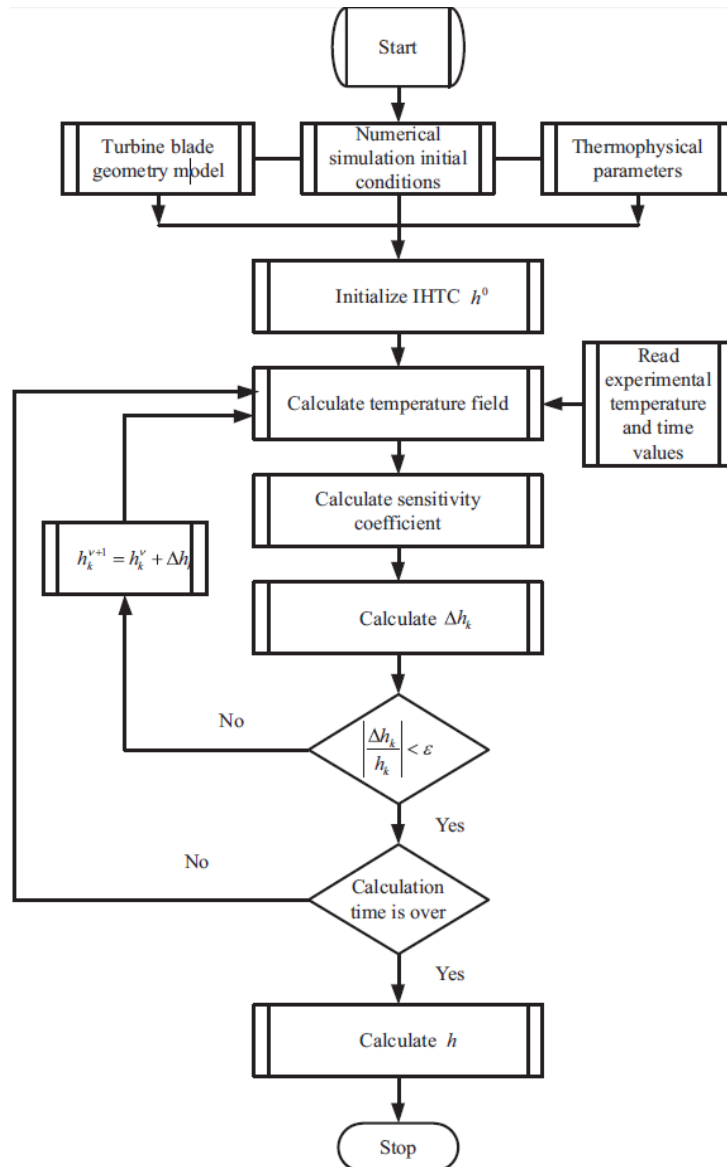 Start
Turbine blade
geometry model
Numerical
simulation initial
conditions
Thermophysical
parameters
Initialize IHTC h⁰
Read
experimental
temperature
and time
values
Calculate temperature field
Calculate sensitivity
coefficient
h_k^{ν+1} = h_k^ν + Δh
Calculate Δh_k
No
|Δh_k / h_k| < ε
Yes
No
Calculation
time is over
Yes
Calculate h
Stop